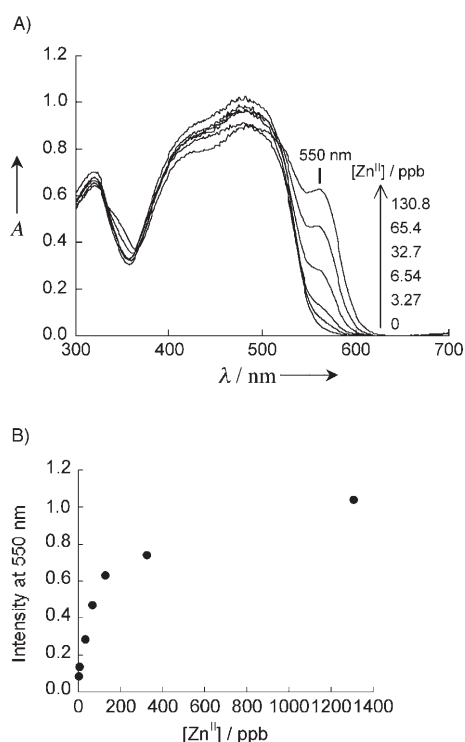 A)
1.2
1.0
0.8
0.6
0.4
0.2
0.0
A
550 nm
[Zn^II] / ppb
130.8
65.4
32.7
6.54
3.27
0
300 400 500 600 700
λ / nm
B)
1.2
1.0
0.8
0.6
0.4
0.2
0.0
Intensity at 550 nm
0 200 400 600 800 1000 1200 1400
[Zn^II] / ppb